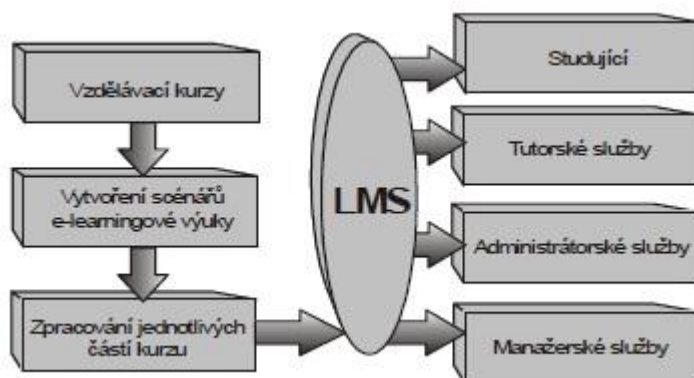 Vzdělávací kurzy
Vytvoření scénářů
e-learningové výuky
Zpracování jednotlivých
částí kurzu
LMS
Studující
Tutorské služby
Administrátorské služby
Manažerské služby